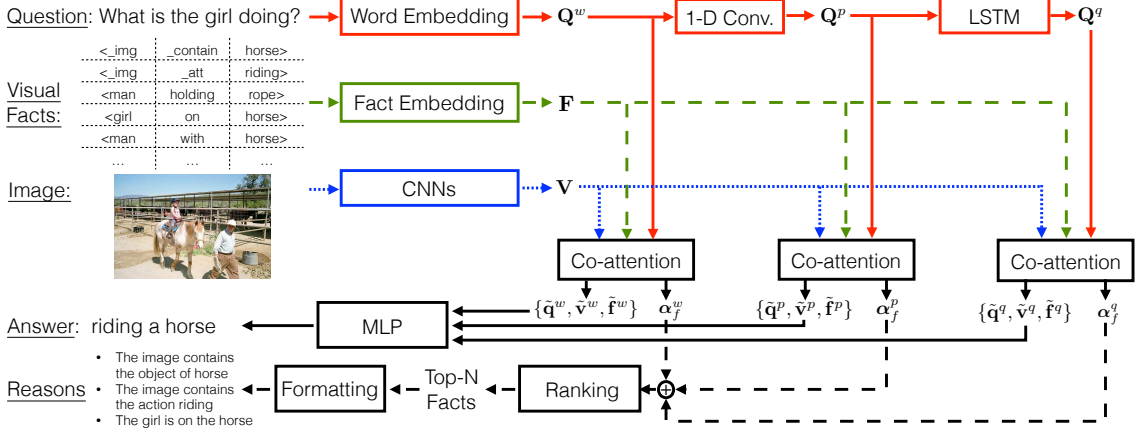 Question: What is the girl doing? Word Embedding Q^w 1-D Conv. Q^p LSTM Q^q
<_img _contain horse>
<_img _att riding>
Visual Facts: <man holding rope> Fact Embedding F
<girl on horse>
<man with horse>
... ... ...
Image: CNNs V
Co-attention Co-attention Co-attention
{q̃^w, ṽ^w, f̃^w} α_f^w {q̃^p, ṽ^p, f̃^p} α_f^p {q̃^q, ṽ^q, f̃^q} α_f^q
Answer: riding a horse MLP
• The image contains
the object of horse
Reasons • The image contains
the action riding
• The girl is on the horse
Formatting Top-N Facts Ranking +